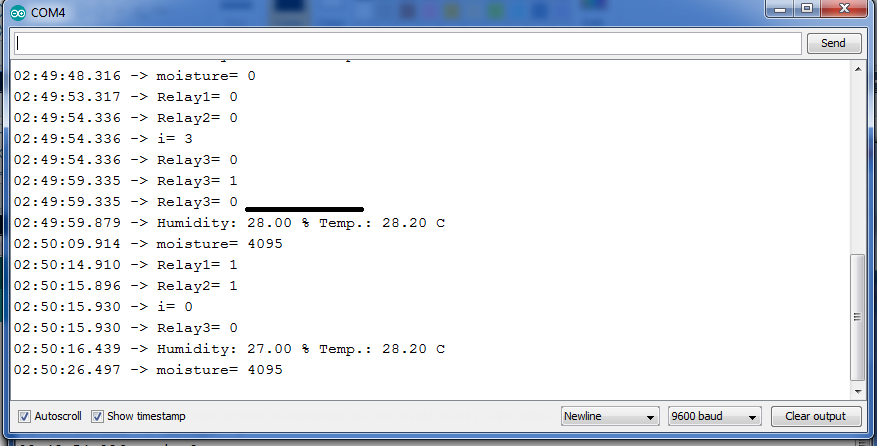 COM4
Send
02:49:48.316 -> moisture= 0
02:49:53.317 -> Relay1= 0
02:49:54.336 -> Relay2= 0
02:49:54.336 -> i= 3
02:49:54.336 -> Relay3= 0
02:49:59.335 -> Relay3= 1
02:49:59.335 -> Relay3= 0
02:49:59.879 -> Humidity: 28.00 % Temp.: 28.20 C
02:50:09.914 -> moisture= 4095
02:50:14.910 -> Relay1= 1
02:50:15.896 -> Relay2= 1
02:50:15.930 -> i= 0
02:50:15.930 -> Relay3= 0
02:50:16.439 -> Humidity: 27.00 % Temp.: 28.20 C
02:50:26.497 -> moisture= 4095
Autoscroll Show timestamp Newline 9600 baud Clear output